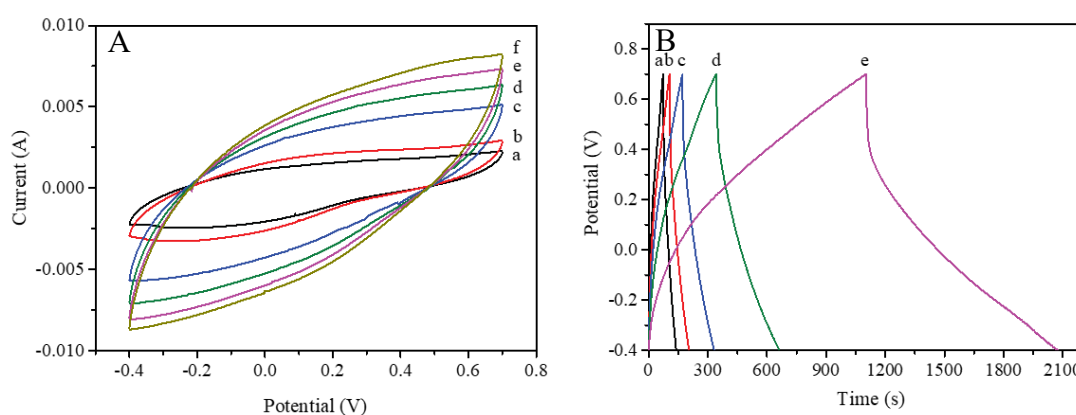 A
0.010
0.005
0.000
-0.005
-0.010
Current At (A)
f
e
d
c
b
a
-0.4
-0.2
0.0
0.2
0.4
0.6
0.8
Potential (V)
B
0.8
0.6
0.4
0.2
0.0
-0.2
-0.4
Potential (V)
a
b
c
d
e
0
300
600
900
1200
1500
1800
2100
Time (s)